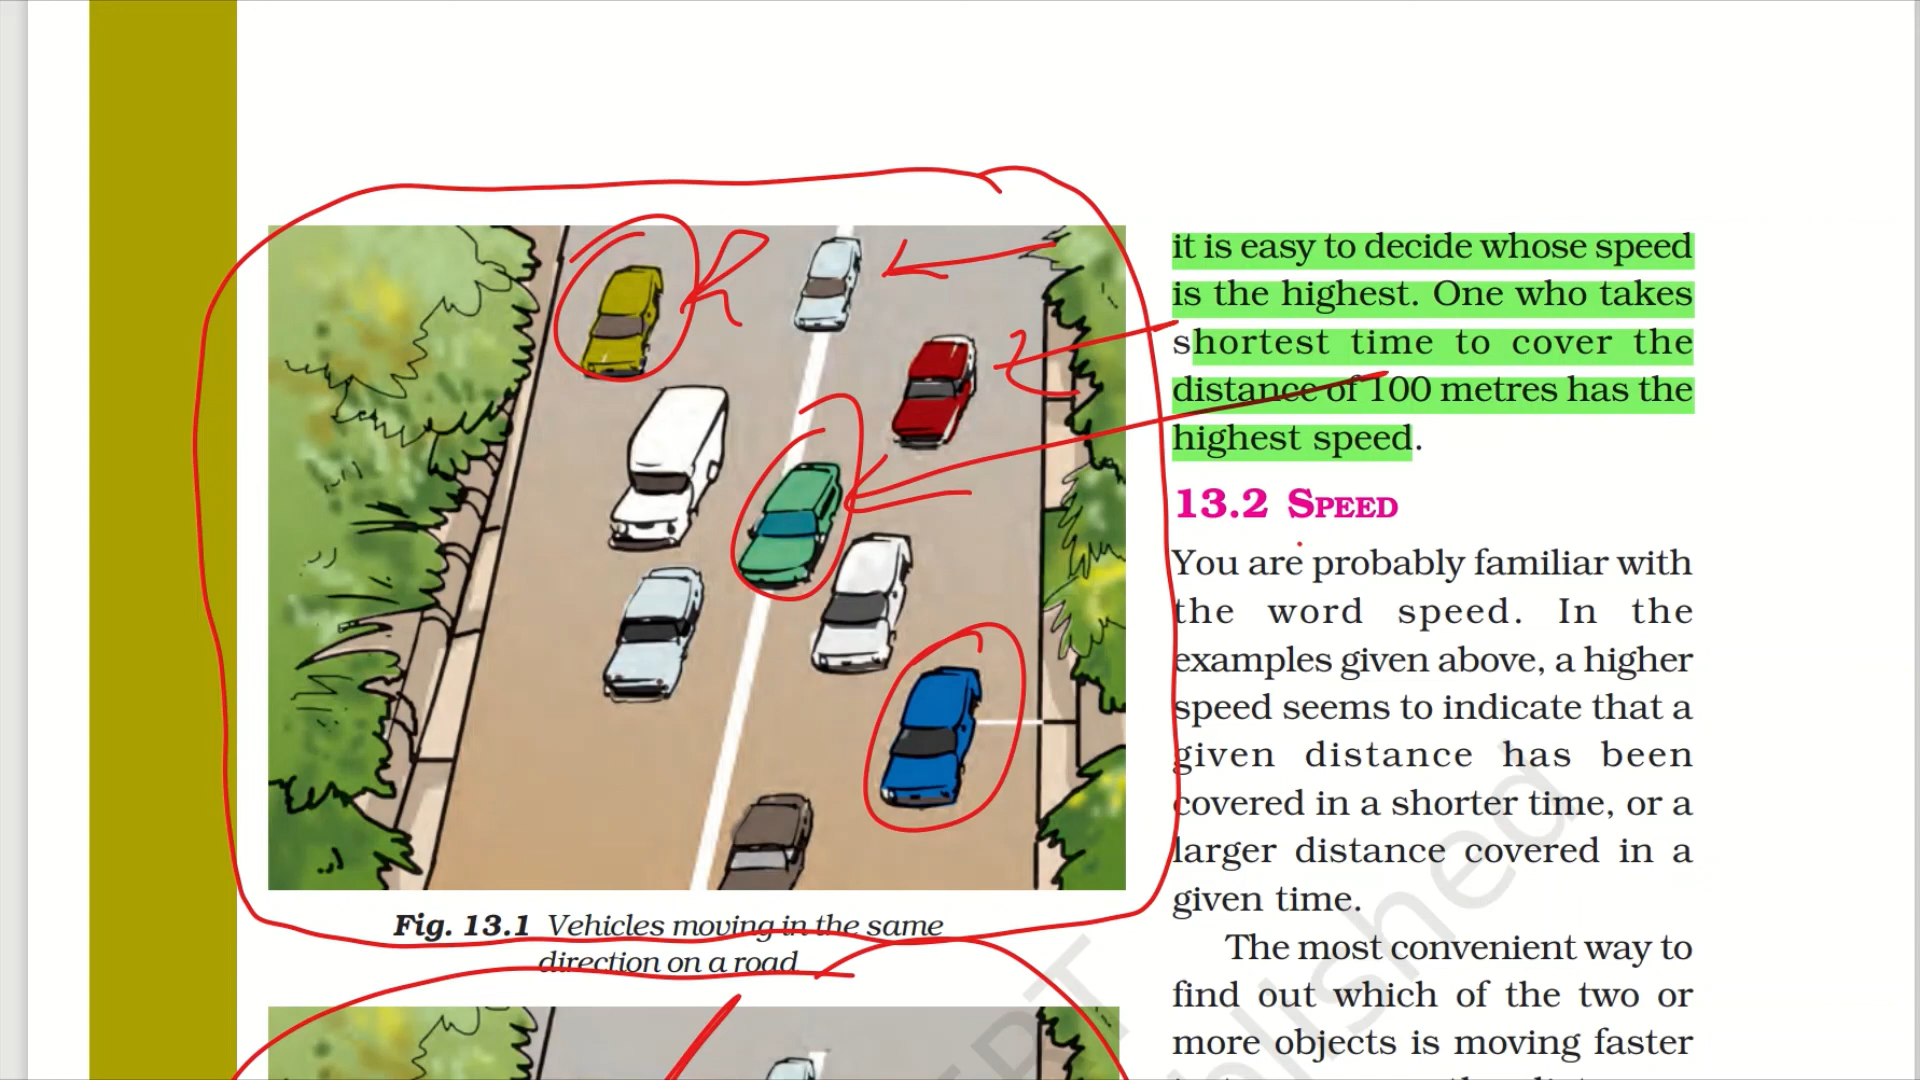 it is easy to decide whose speed
is the highest. One who takes
shortest time to cover the
distance of 100 metres has the
highest speed.
13.2 SPEED
You are probably familiar with
the word speed. In the
examples given above, a higher
speed seems to indicate that a
given distance has been
covered in a shorter time, or a
larger distance covered in a
given time.
The most convenient way to
find out which of the two or
more objects is moving faster
Fig. 13.1 Vehicles moving in the same
direction on a road